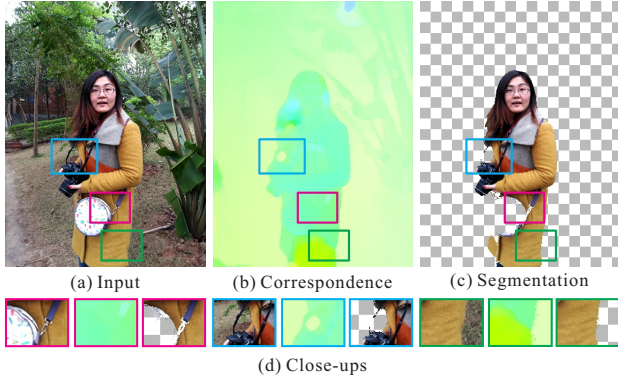 (a) Input
(b) Correspondence
(c) Segmentation
(d) Close-ups